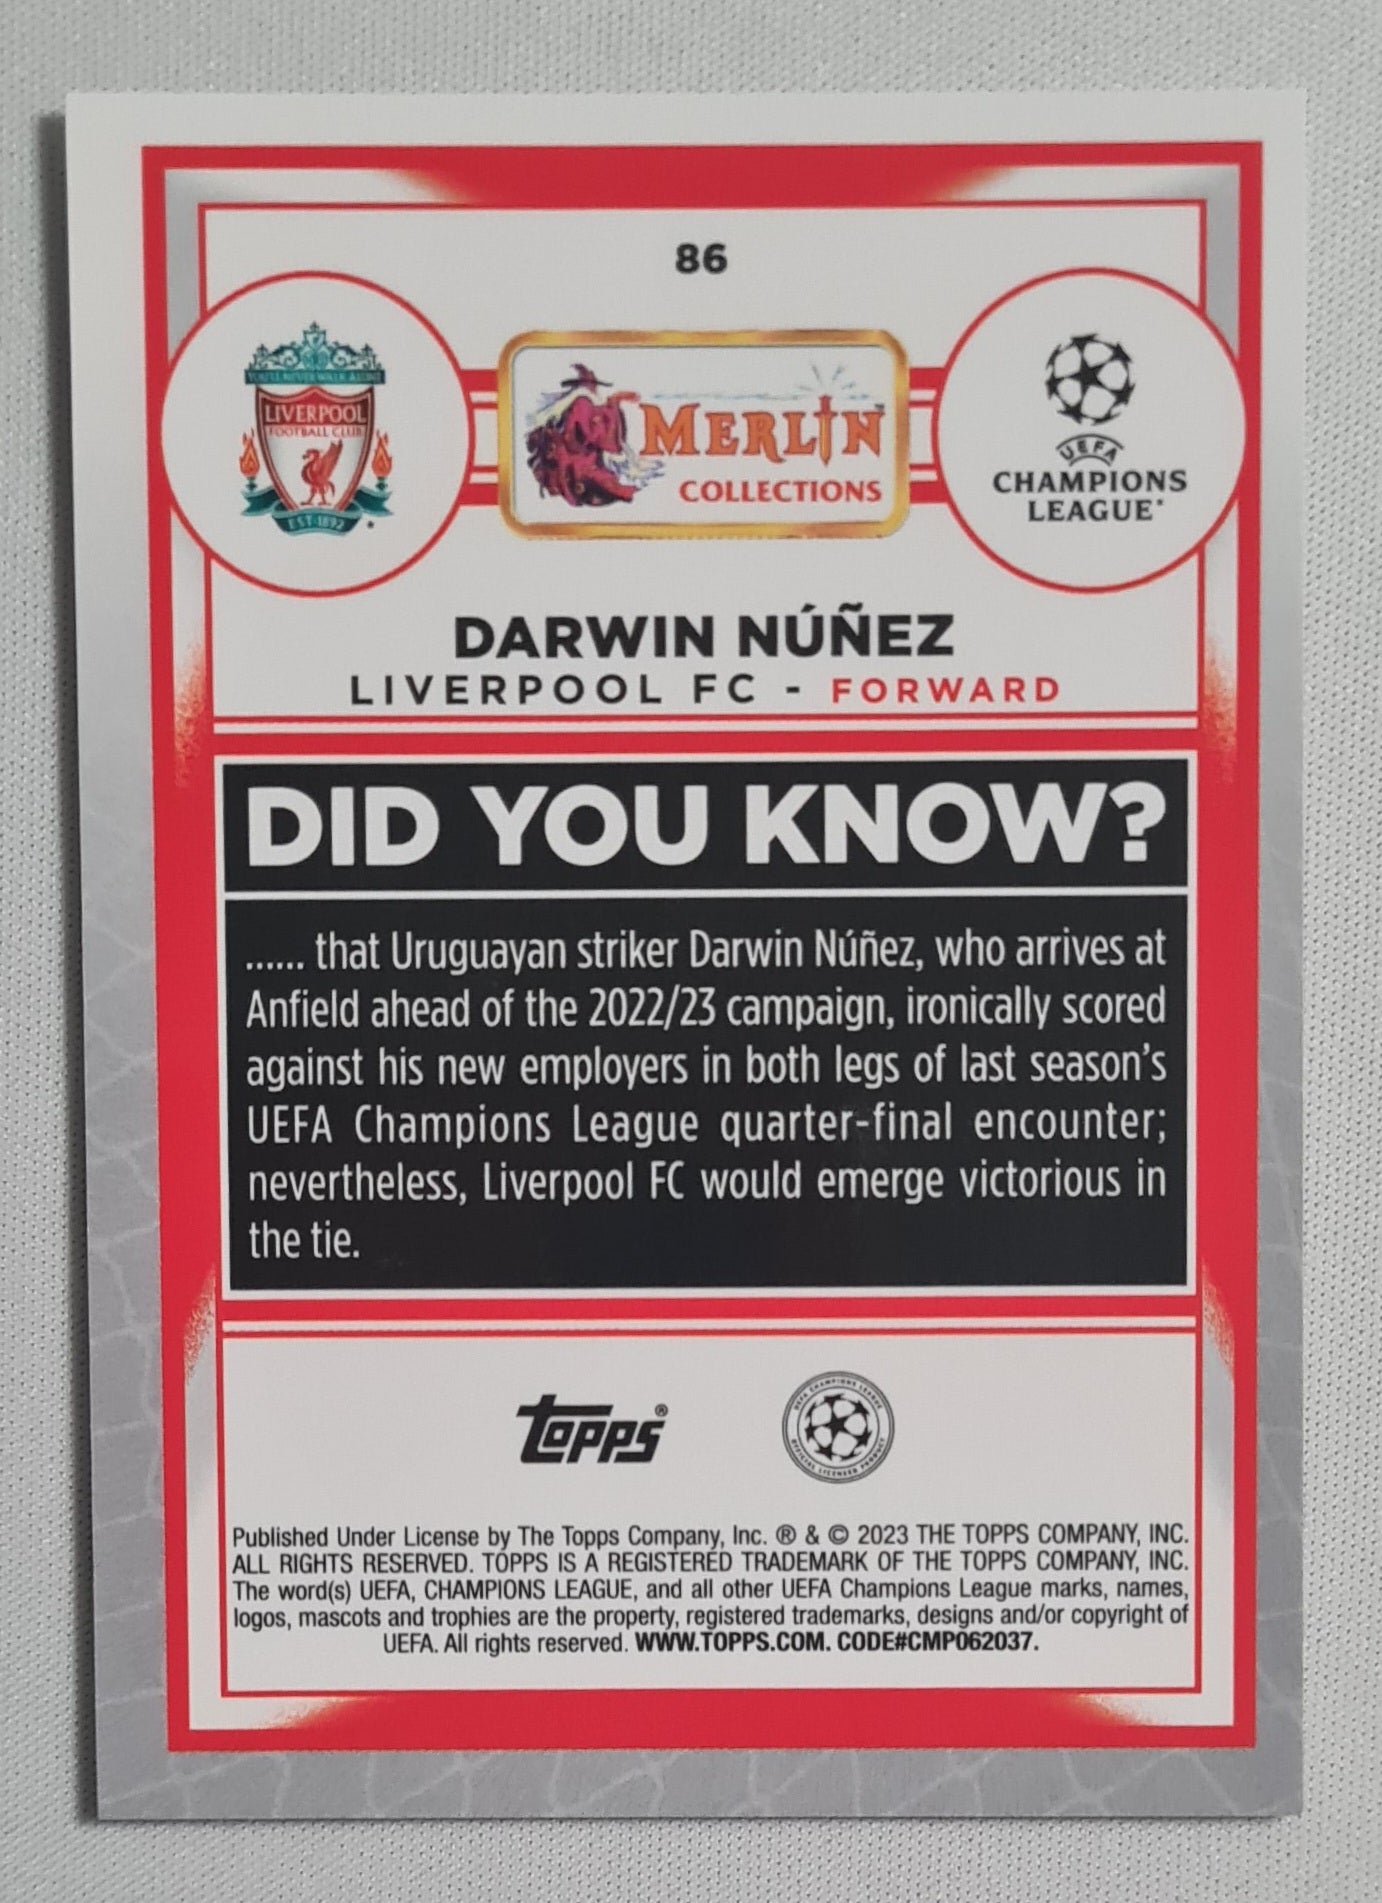 86
YOU'LL NEVER WALK ALONE
LIVERPOOL
FOOTBALL CLUB
EST·1892
MERLIN
COLLECTIONS
UEFA
CHAMPIONS
LEAGUE
DARWIN NÚÑEZ
LIVERPOOL FC - FORWARD
DID YOU KNOW?
...... that Uruguayan striker Darwin Núñez, who arrives at
Anfield ahead of the 2022/23 campaign, ironically scored
against his new employers in both legs of last season's
UEFA Champions League quarter-final encounter;
nevertheless, Liverpool FC would emerge victorious in
the tie.
topps®
UEFA CHAMPIONS LEAGUE
OFFICIAL LICENSED PRODUCT
Published Under License by The Topps Company, Inc. ® & © 2023 THE TOPPS COMPANY, INC.
ALL RIGHTS RESERVED. TOPPS IS A REGISTERED TRADEMARK OF THE TOPPS COMPANY, INC.
The word(s) UEFA, CHAMPIONS LEAGUE, and all other UEFA Champions League marks, names,
logos, mascots and trophies are the property, registered trademarks, designs and/or copyright of
UEFA. All rights reserved. WWW.TOPPS.COM. CODE#CMP062037.